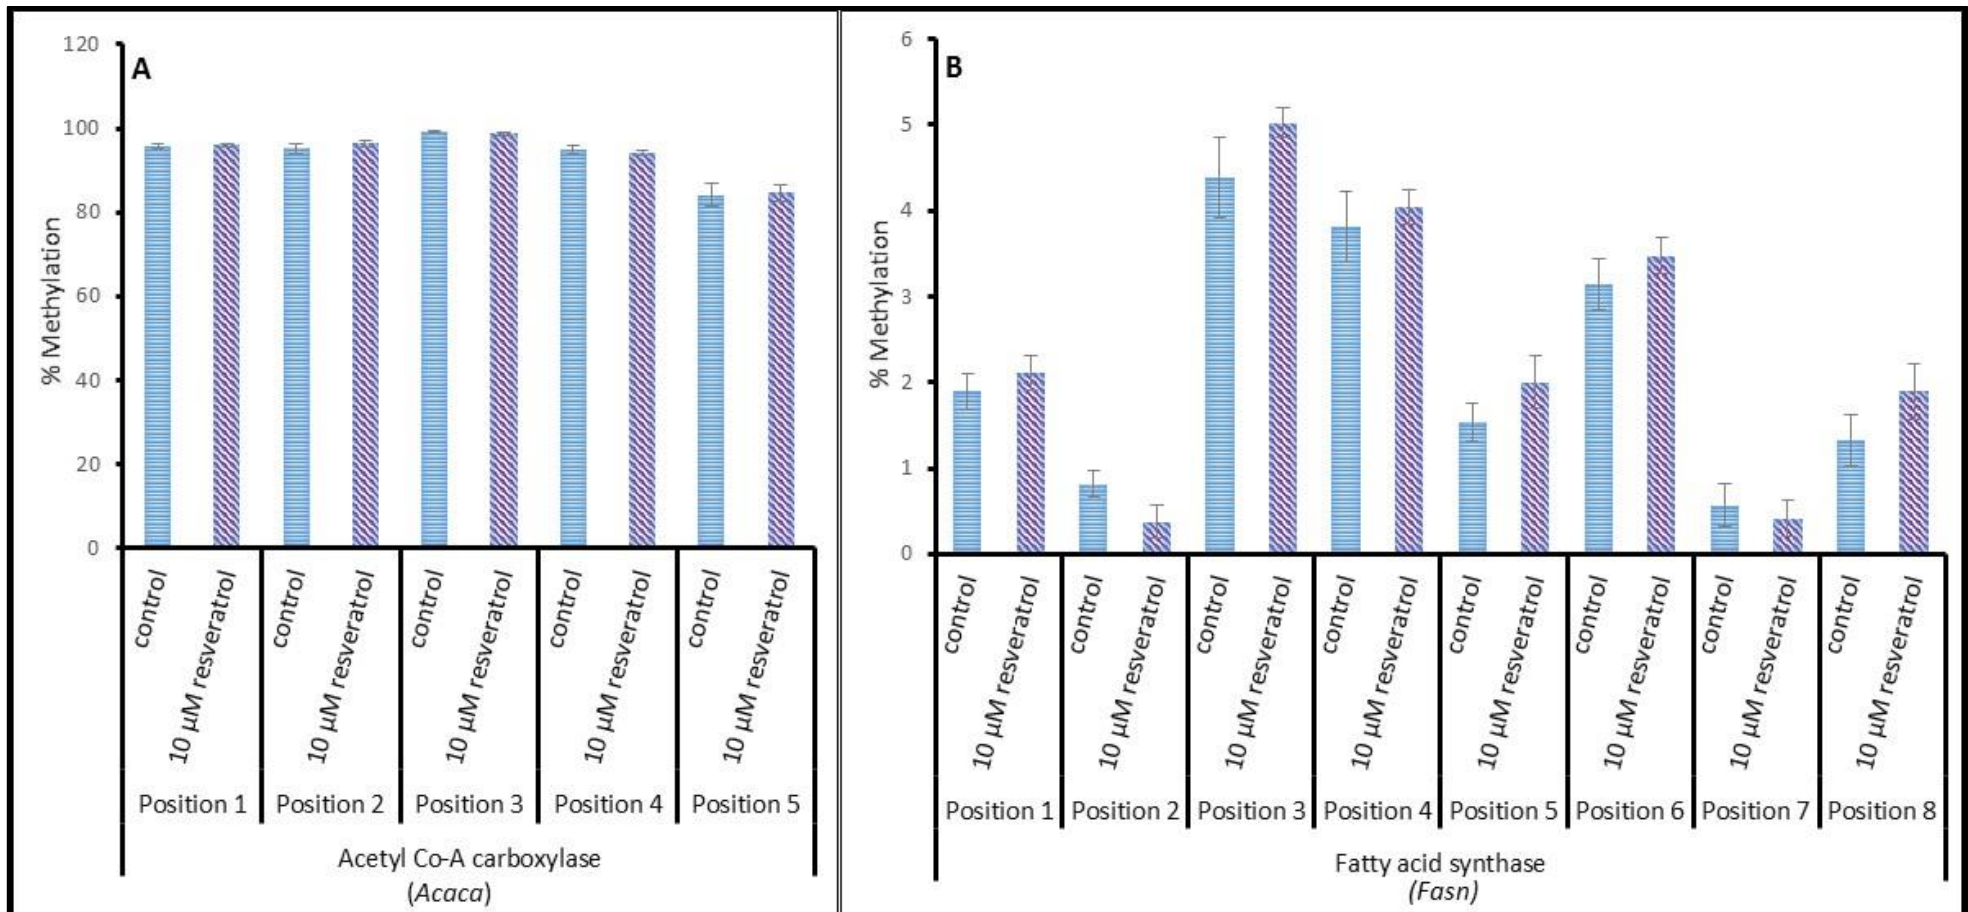 A
120
100
80
60
40
20
0
% Methylation
control
10 µM resveratrol
control
10 µM resveratrol
control
10 µM resveratrol
control
10 µM resveratrol
control
10 µM resveratrol
Position 1
Position 2
Position 3
Position 4
Position 5
Acetyl Co-A carboxylase
(Acaca)
B
6
5
4
3
2
1
0
% Methylation
control
10 µM resveratrol
control
10 µM resveratrol
control
10 µM resveratrol
control
10 µM resveratrol
control
10 µM resveratrol
control
10 µM resveratrol
control
10 µM resveratrol
control
10 µM resveratrol
Position 1
Position 2
Position 3
Position 4
Position 5
Position 6
Position 7
Position 8
Fatty acid synthase
(Fasn)